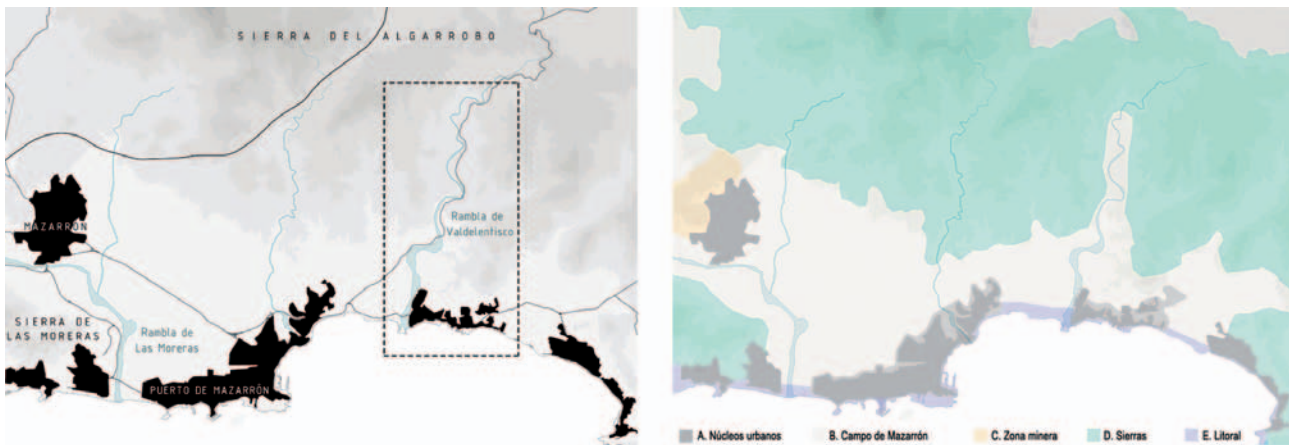 SIERRA DEL ALGARROBO
MAZARRÓN
Rambla de
Valdelentisco
SIERRA DE
LAS MORERAS
Rambla de
Las Moreras
PUERTO DE MAZARRÓN
A. Núcleos urbanos
B. Campo de Mazarrón
C. Zona minera
D. Sierras
E. Litoral